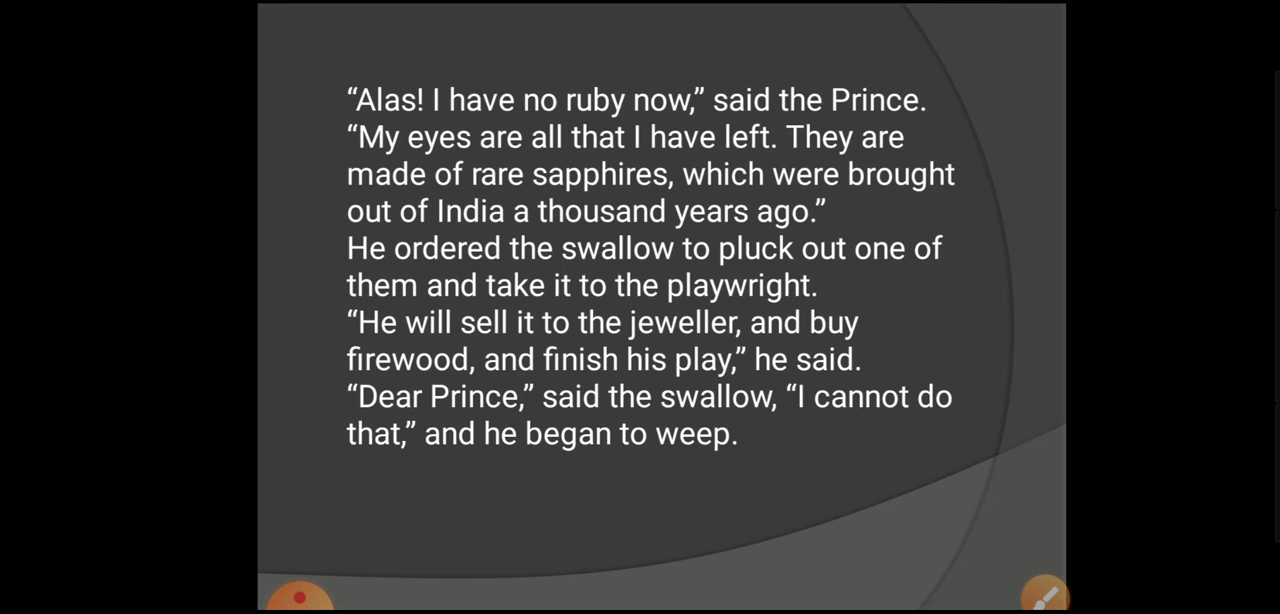 “Alas! I have no ruby now,” said the Prince.
“My eyes are all that I have left. They are
made of rare sapphires, which were brought
out of India a thousand years ago.”
He ordered the swallow to pluck out one of
them and take it to the playwright.
“He will sell it to the jeweller, and buy
firewood, and finish his play,” he said.
“Dear Prince,” said the swallow, “I cannot do
that,” and he began to weep.